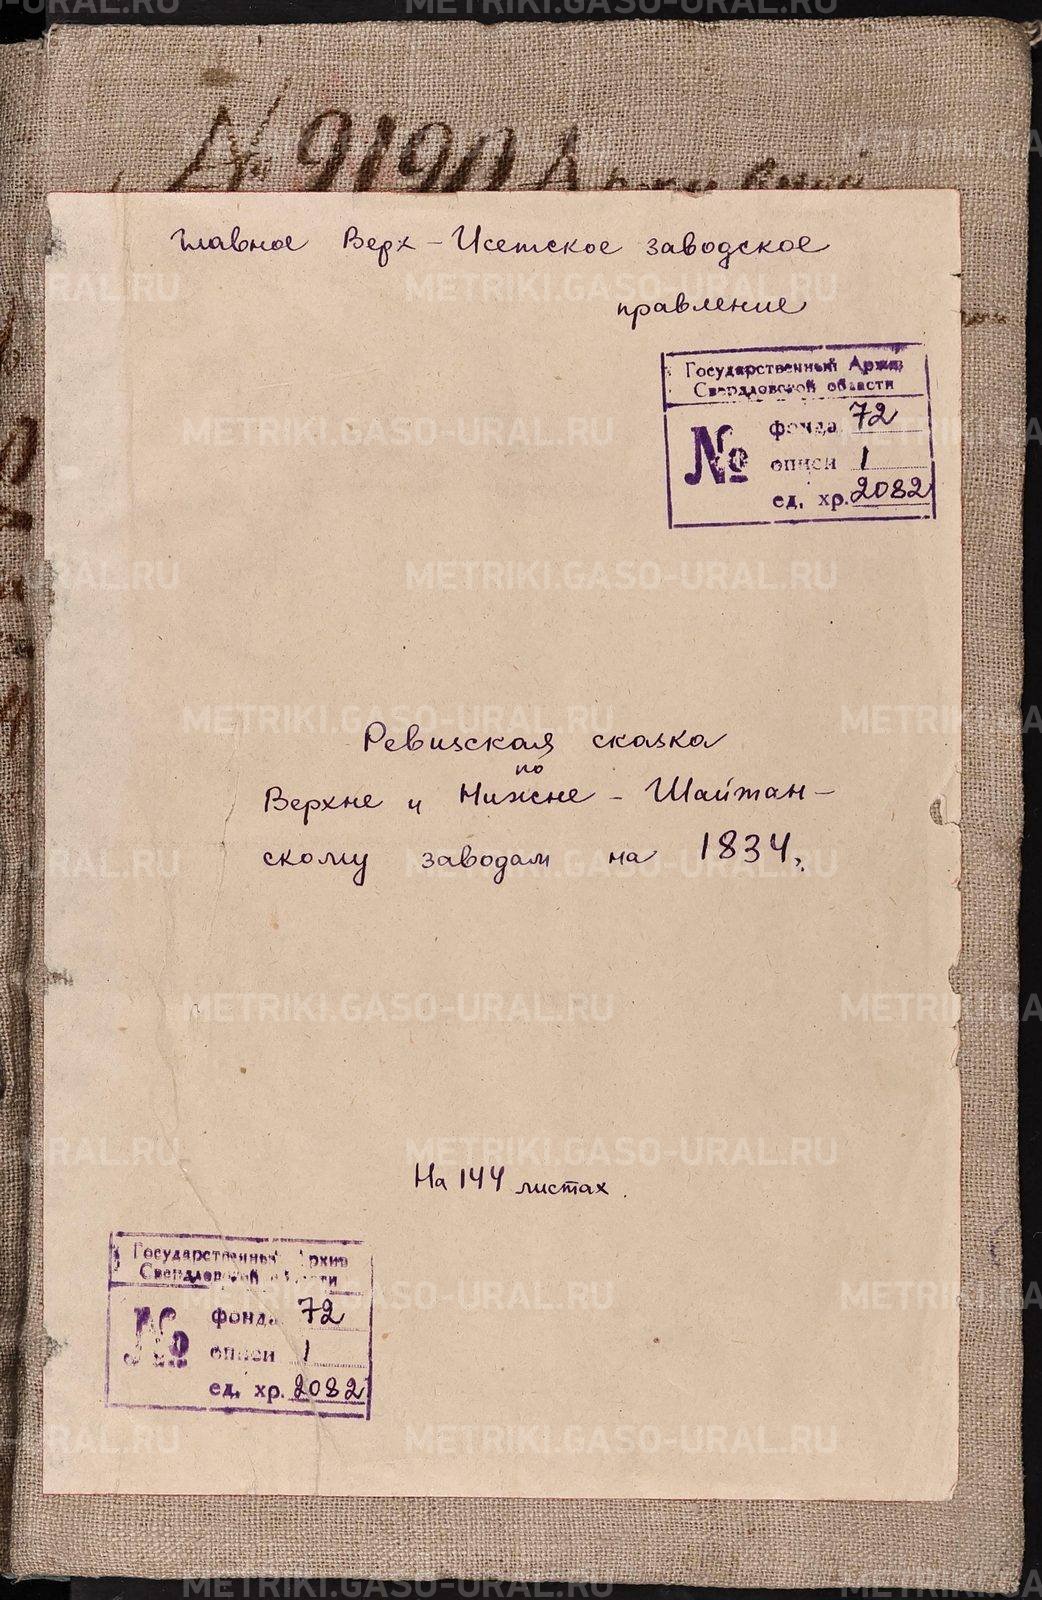 № 9190
Главное Верх-Исетское заводское
правление
Государственный Архив
Свердловской области
№
фонда 72
описи 1
ед. хр. 2082
Ревизская сказка
по
Верхне и Нижне-Шайтан-
скому заводам на 1834 г.
На 144 листах.
Государственный Архив
Свердловской области
№
фонда 72
описи 1
ед. хр. 2082
METRIKI.GASO-URAL.RU